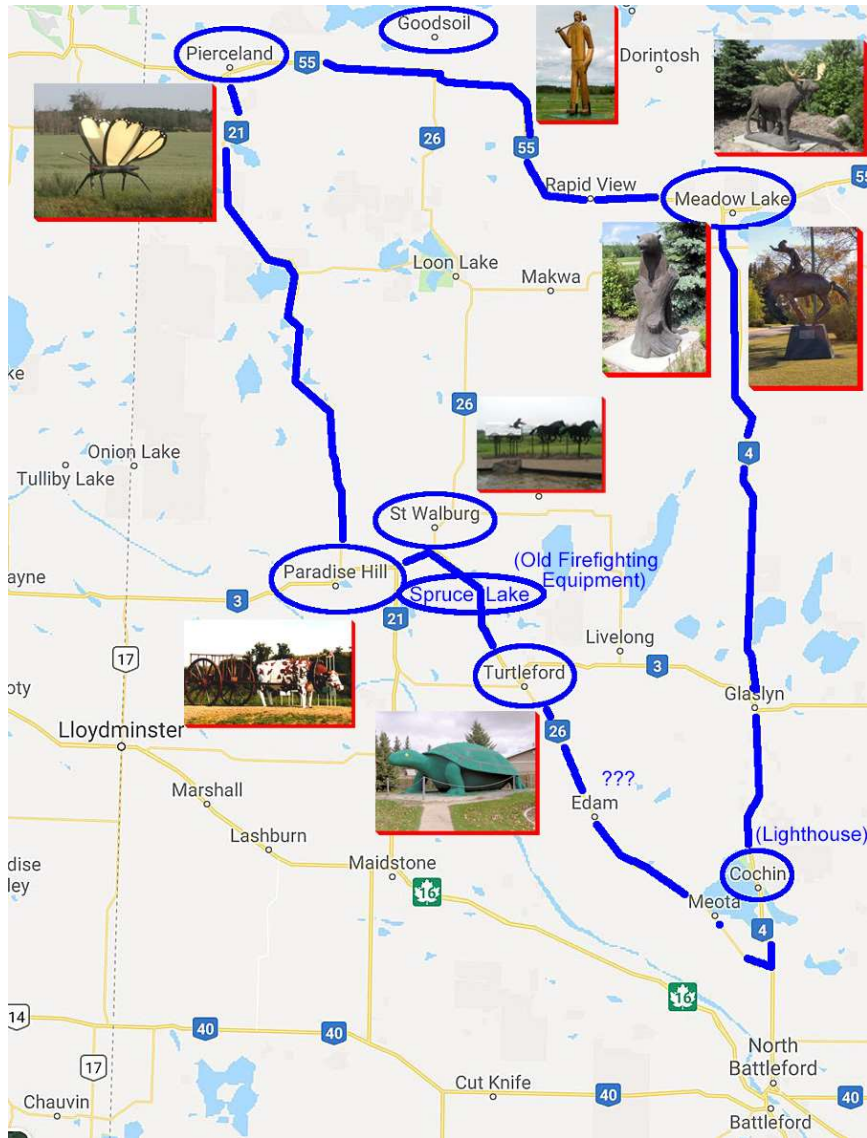 Goodsoil
Pierceland
55
Dorintosh
21
26
55
Rapid View
55
Meadow Lake
Loon Lake
Makwa
ke
26
4
Onion Lake
Tulliby Lake
St Walburg
(Old Firefighting
Equipment)
Paradise Hill
ayne
3
Spruce Lake
21
Livelong
17
3
Turtleford
oty
Glaslyn
Lloydminster
26
???
Marshall
Edam
(Lighthouse)
Lashburn
dise
ley
Maidstone
Cochin
16
Meota
4
16
14
40
40
17
North
Battleford
Cut Knife
40
40
Chauvin
Battleford